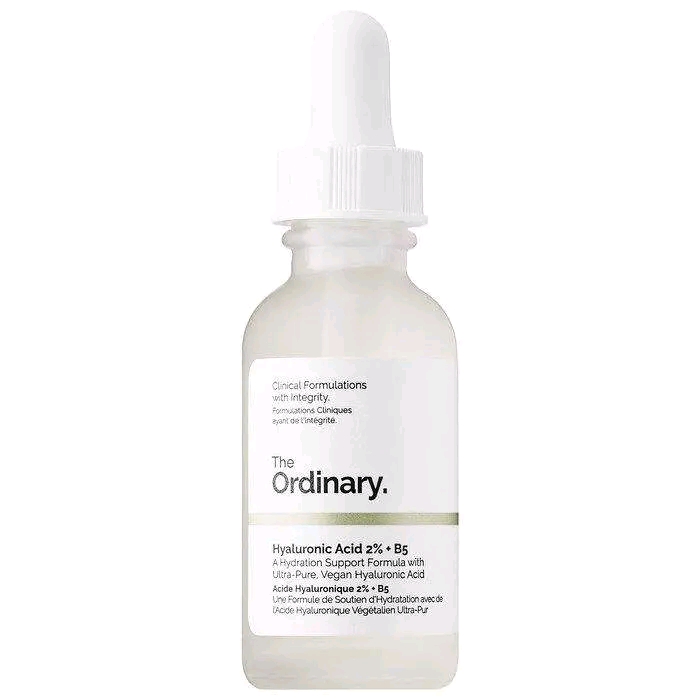 Clinical Formulations
with Integrity.
Formulations Cliniques
ayant de l'intégrité.
The
Ordinary.
Hyaluronic Acid 2% + B5
A Hydration Support Formula with
Ultra-Pure, Vegan Hyaluronic Acid
Acide Hyaluronique 2% + B5
Une Formule de Soutien d'Hydratation avec de
l'Acide Hyaluronique Végétalien Ultra-Pur